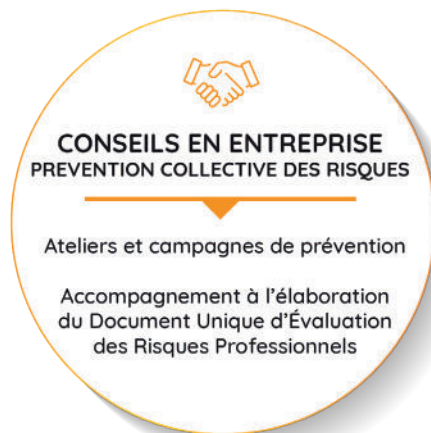 CONSEILS EN ENTREPRISE
PREVENTION COLLECTIVE DES RISQUES
Ateliers et campagnes de prévention
Accompagnement à l'élaboration
du Document Unique d'Évaluation
des Risques Professionnels